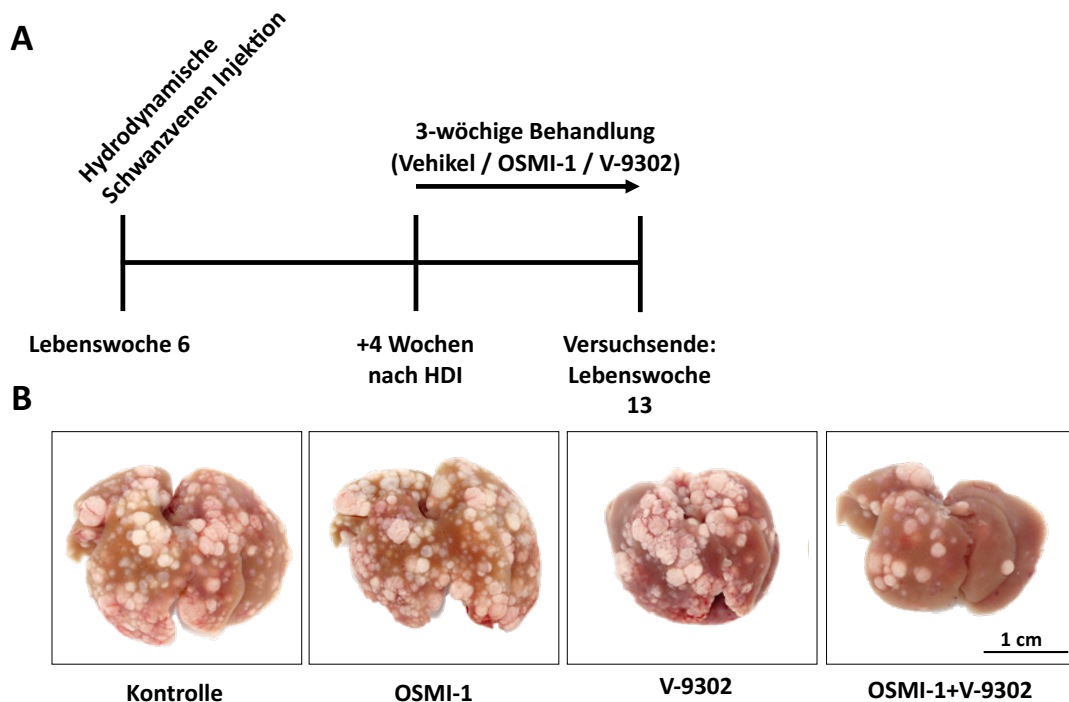 A
Hydrodynamische
Schwanzvenen Injektion
3-wöchige Behandlung
(Vehikel / OSMI-1 / V-9302)
Lebenswoche 6
+4 Wochen
nach HDI
Versuchsende:
Lebenswoche
13
B
Kontrolle
OSMI-1
V-9302
OSMI-1+V-9302
1 cm